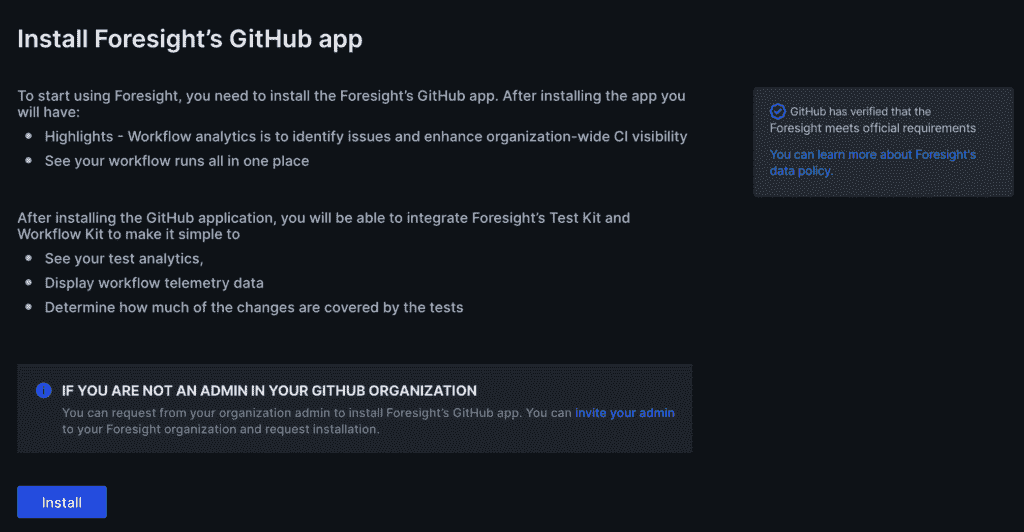 Install Foresight's GitHub app
To start using Foresight, you need to install the Foresight's GitHub app. After installing the app you
will have:
Highlights - Workflow analytics is to identify issues and enhance organization-wide CI visibility
See your workflow runs all in one place
After installing the GitHub application, you will be able to integrate Foresight's Test Kit and
Workflow Kit to make it simple to
See your test analytics,
Display workflow telemetry data
Determine how much of the changes are covered by the tests
IF YOU ARE NOT AN ADMIN IN YOUR GITHUB ORGANIZATION
You can request from your organization admin to install Foresight's GitHub app. You can invite your admin
to your Foresight organization and request installation.
Install
GitHub has verified that the
Foresight meets official requirements
You can learn more about Foresight's
data policy.